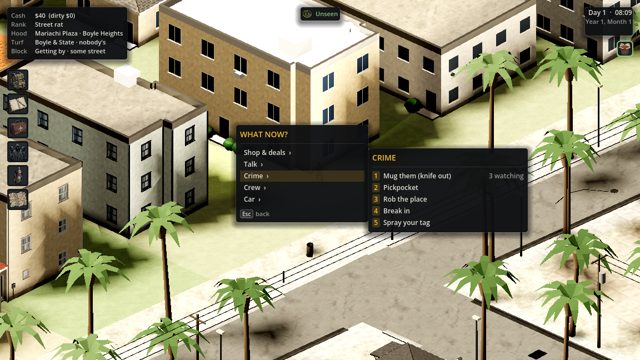 Cash $40 (dirty $0)
Rank Street rat
Hood Mariachi Plaza · Boyle Heights
Turf Boyle & State · nobody's
Block Getting by · some street
Unseen
Day 1 · 08:09
Year 1, Month 1
WHAT NOW?
Shop & deals ›
Talk ›
Crime ›
Crew ›
Car ›
Esc back
CRIME
1 Mug them (knife out) 3 watching
2 Pickpocket
3 Rob the place
4 Break in
5 Spray your tag